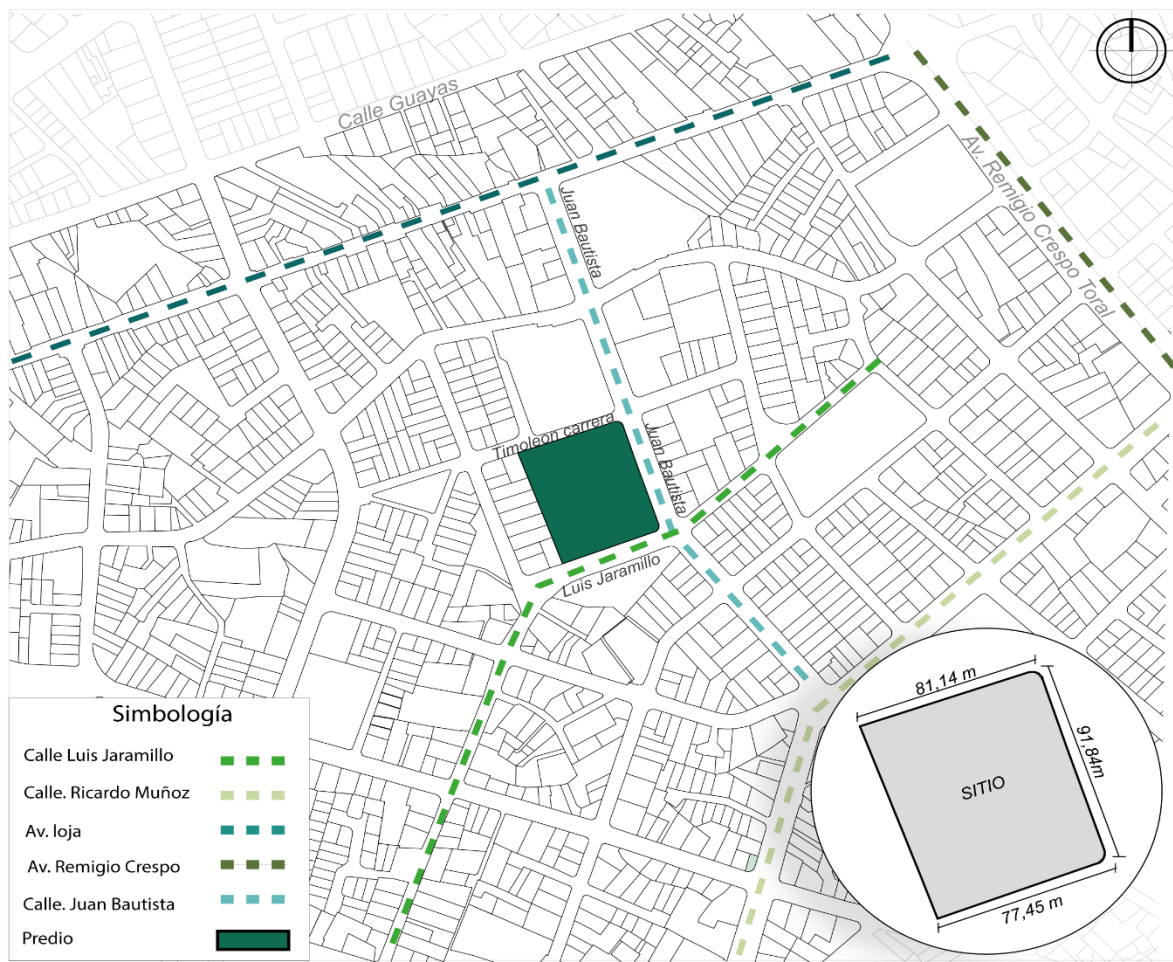 Calle Guayas
Av. Remigio Crespo Toral
Juan Bautista
Timoleon carrera
Juan Bautista
Luis Jaramillo
Simbología
Calle Luis Jaramillo
Calle. Ricardo Muñoz
Av. loja
Av. Remigio Crespo
Calle. Juan Bautista
Predio
81,14 m
91,84m
SITIO
77,45 m